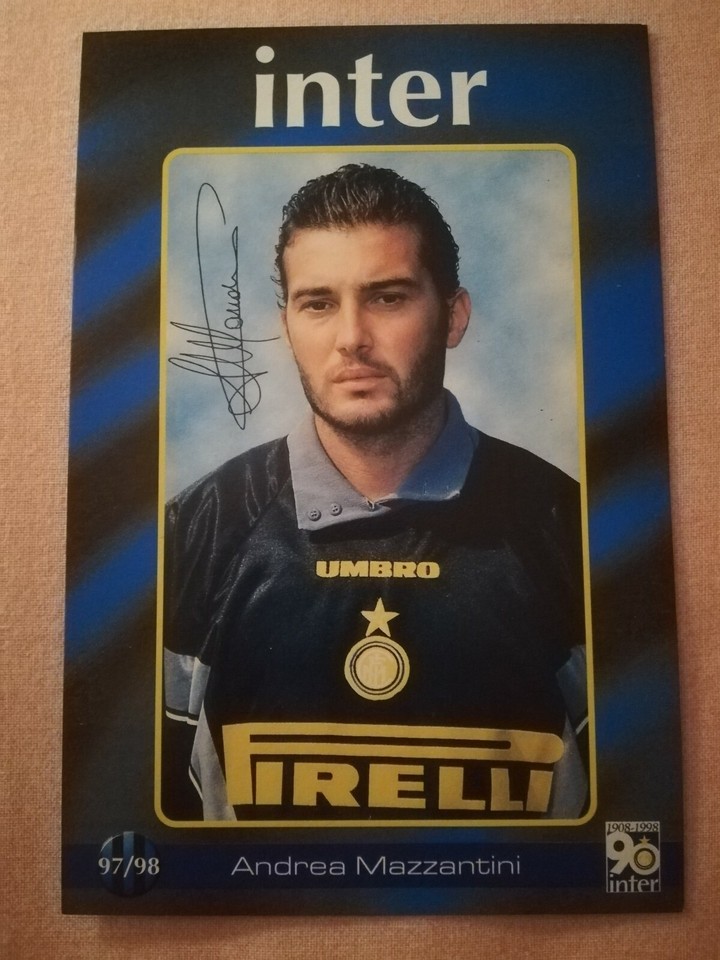 inter
UMBRO
PIRELLI
97/98
Andrea Mazzantini
1908-1998
90
inter